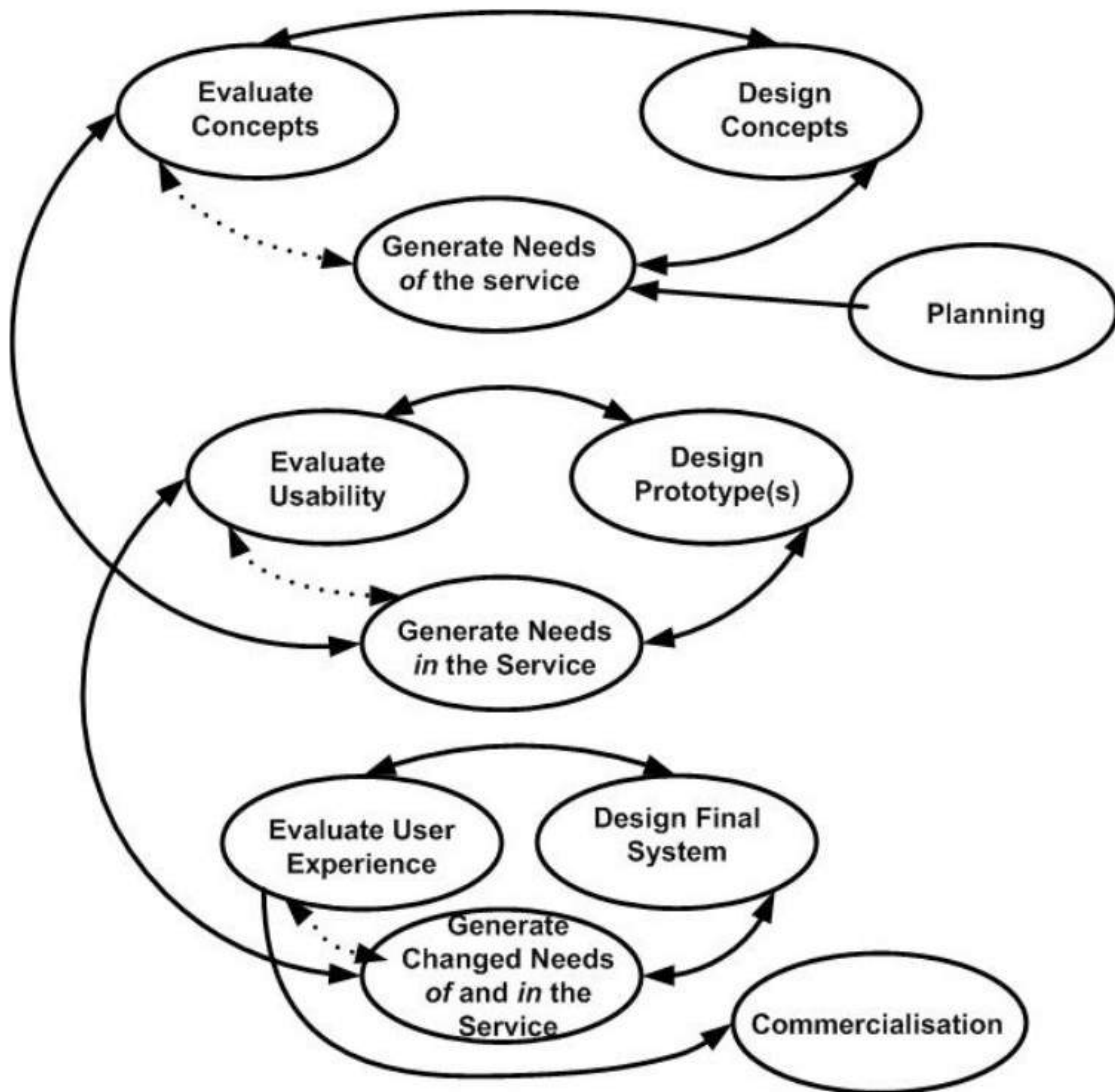 Evaluate
Concepts
Design
Concepts
Generate Needs
of the service
Planning
Evaluate
Usability
Design
Prototype(s)
Generate Needs
in the Service
Evaluate User
Experience
Design Final
System
Generate
Changed Needs
of and in the
Service
Commercialisation